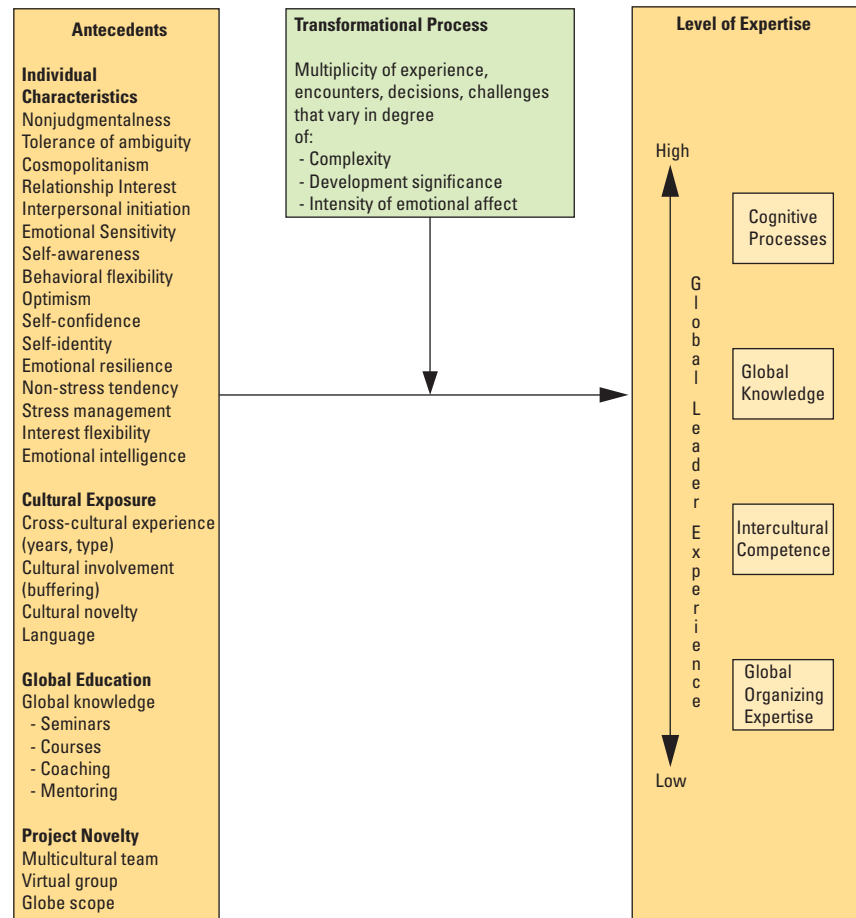 Antecedents
Individual
Characteristics
Nonjudgmentalness
Tolerance of ambiguity
Cosmopolitanism
Relationship Interest
Interpersonal initiation
Emotional Sensitivity
Self-awareness
Behavioral flexibility
Optimism
Self-confidence
Self-identity
Emotional resilience
Non-stress tendency
Stress management
Interest flexibility
Emotional intelligence
Cultural Exposure
Cross-cultural experience
(years, type)
Cultural involvement
(buffering)
Cultural novelty
Language
Global Education
Global knowledge
- Seminars
- Courses
- Coaching
- Mentoring
Project Novelty
Multicultural team
Virtual group
Globe scope
Transformational Process
Multiplicity of experience,
encounters, decisions, challenges
that vary in degree
of:
- Complexity
- Development significance
- Intensity of emotional affect
Level of Expertise
High
Global Leader Experience
Low
Cognitive
Processes
Global
Knowledge
Intercultural
Competence
Global
Organizing
Expertise